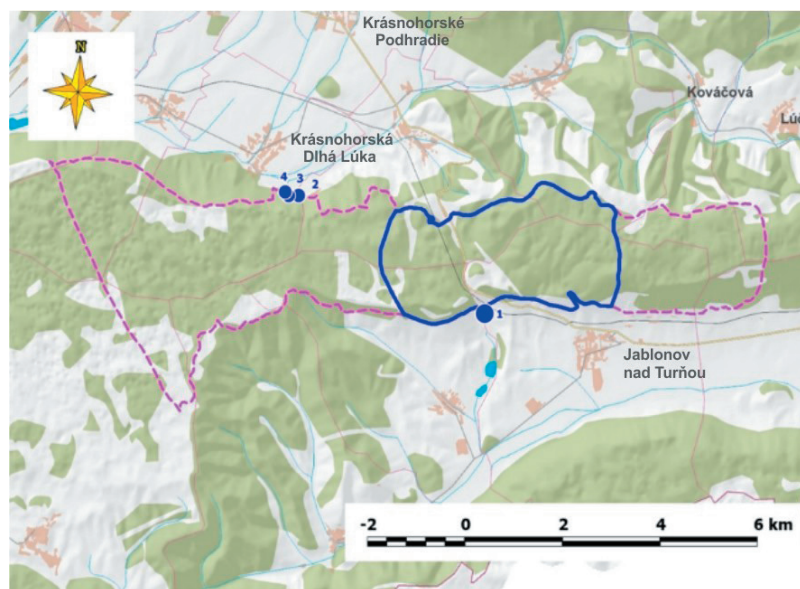 Krásnohorské
Podhradie
N
Kováčová
Lúč
Krásnohorská
Dlhá Lúka
4 3 2
1
Jablonov
nad Turňou
-2 0 2 4 6 km